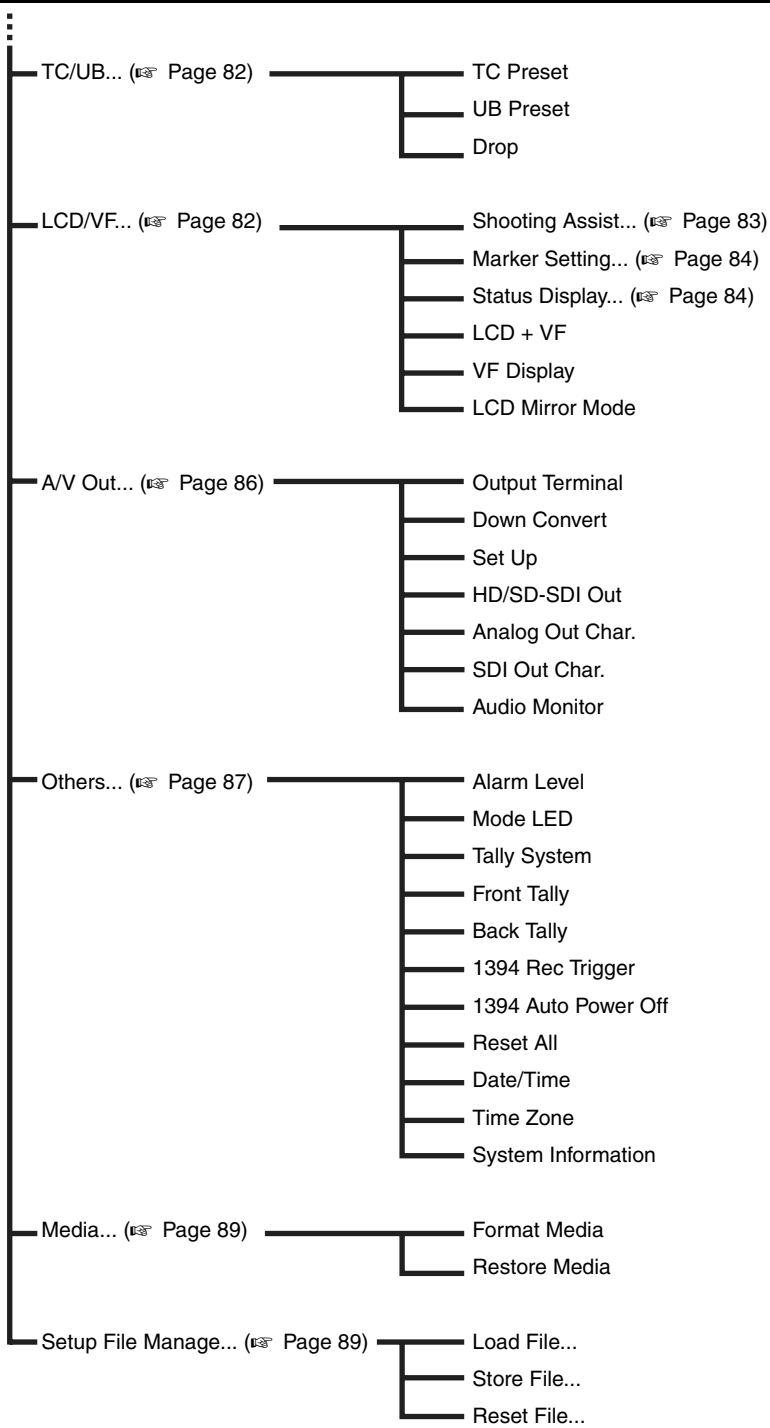 TC/UB... (☞ Page 82)
TC Preset
UB Preset
Drop
LCD/VF... (☞ Page 82)
Shooting Assist... (☞ Page 83)
Marker Setting... (☞ Page 84)
Status Display... (☞ Page 84)
LCD + VF
VF Display
LCD Mirror Mode
A/V Out... (☞ Page 86)
Output Terminal
Down Convert
Set Up
HD/SD-SDI Out
Analog Out Char.
SDI Out Char.
Audio Monitor
Others... (☞ Page 87)
Alarm Level
Mode LED
Tally System
Front Tally
Back Tally
1394 Rec Trigger
1394 Auto Power Off
Reset All
Date/Time
Time Zone
System Information
Media... (☞ Page 89)
Format Media
Restore Media
Setup File Manage... (☞ Page 89)
Load File...
Store File...
Reset File...